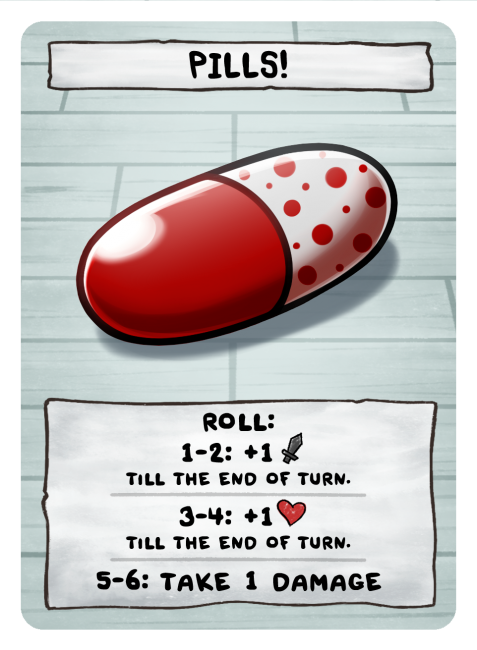 PILLS!
ROLL:
1-2: +1
TILL THE END OF TURN.
3-4: +1
TILL THE END OF TURN.
5-6: TAKE 1 DAMAGE